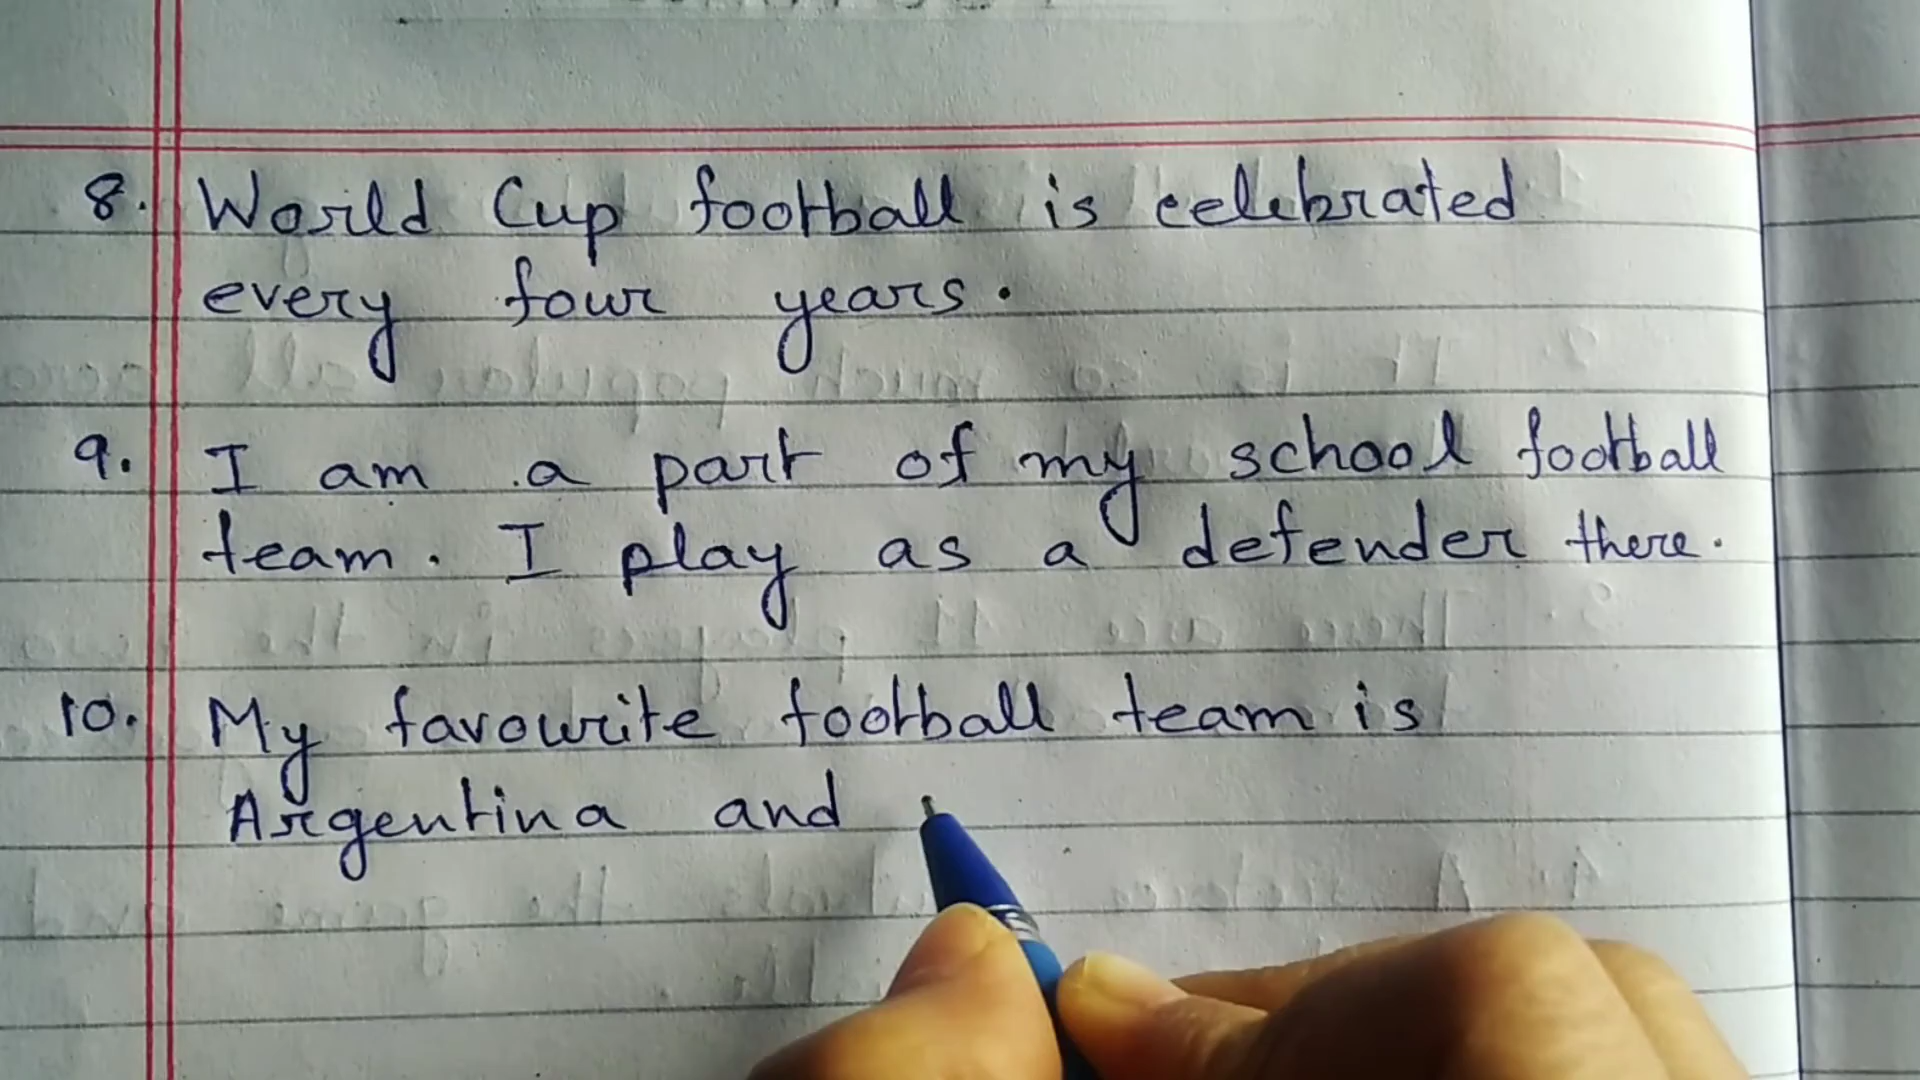 8. World Cup football is celebrated
every four years.
9. I am a part of my school football
team. I play as a defender there.
10. My favourite football team is
Argentina and